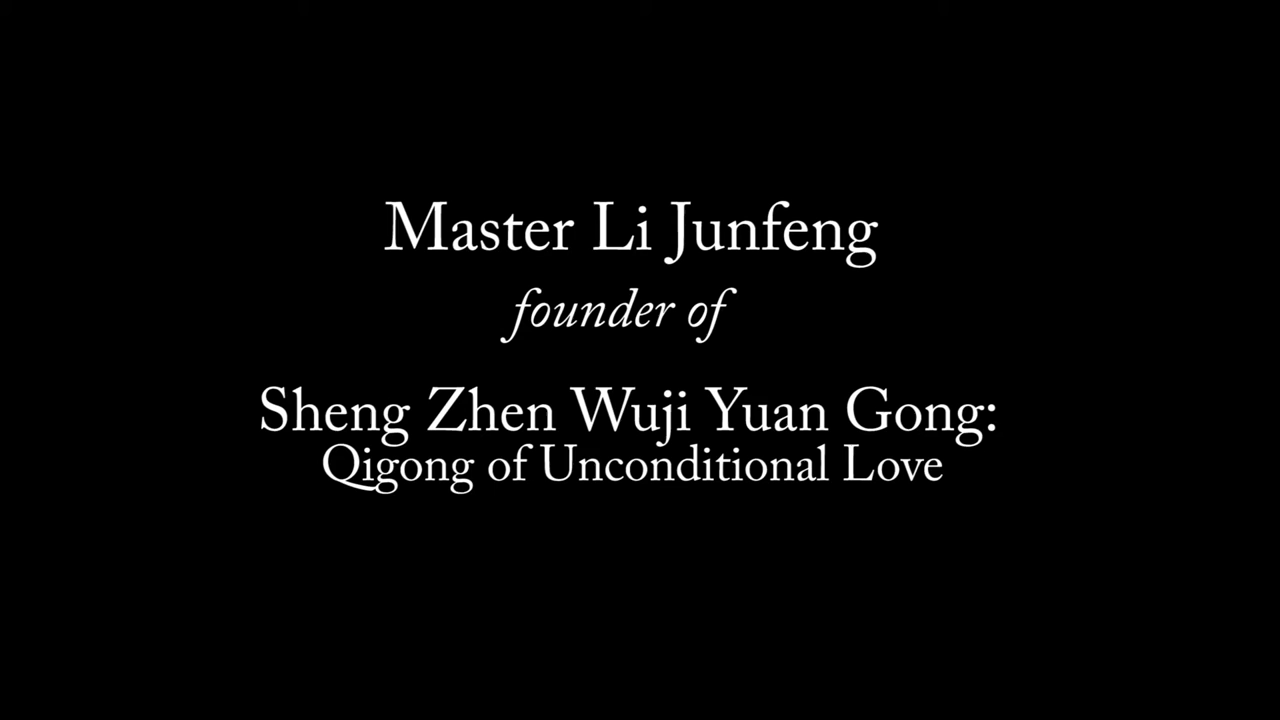 Master Li Junfeng
founder of
Sheng Zhen Wuji Yuan Gong:
Qigong of Unconditional Love